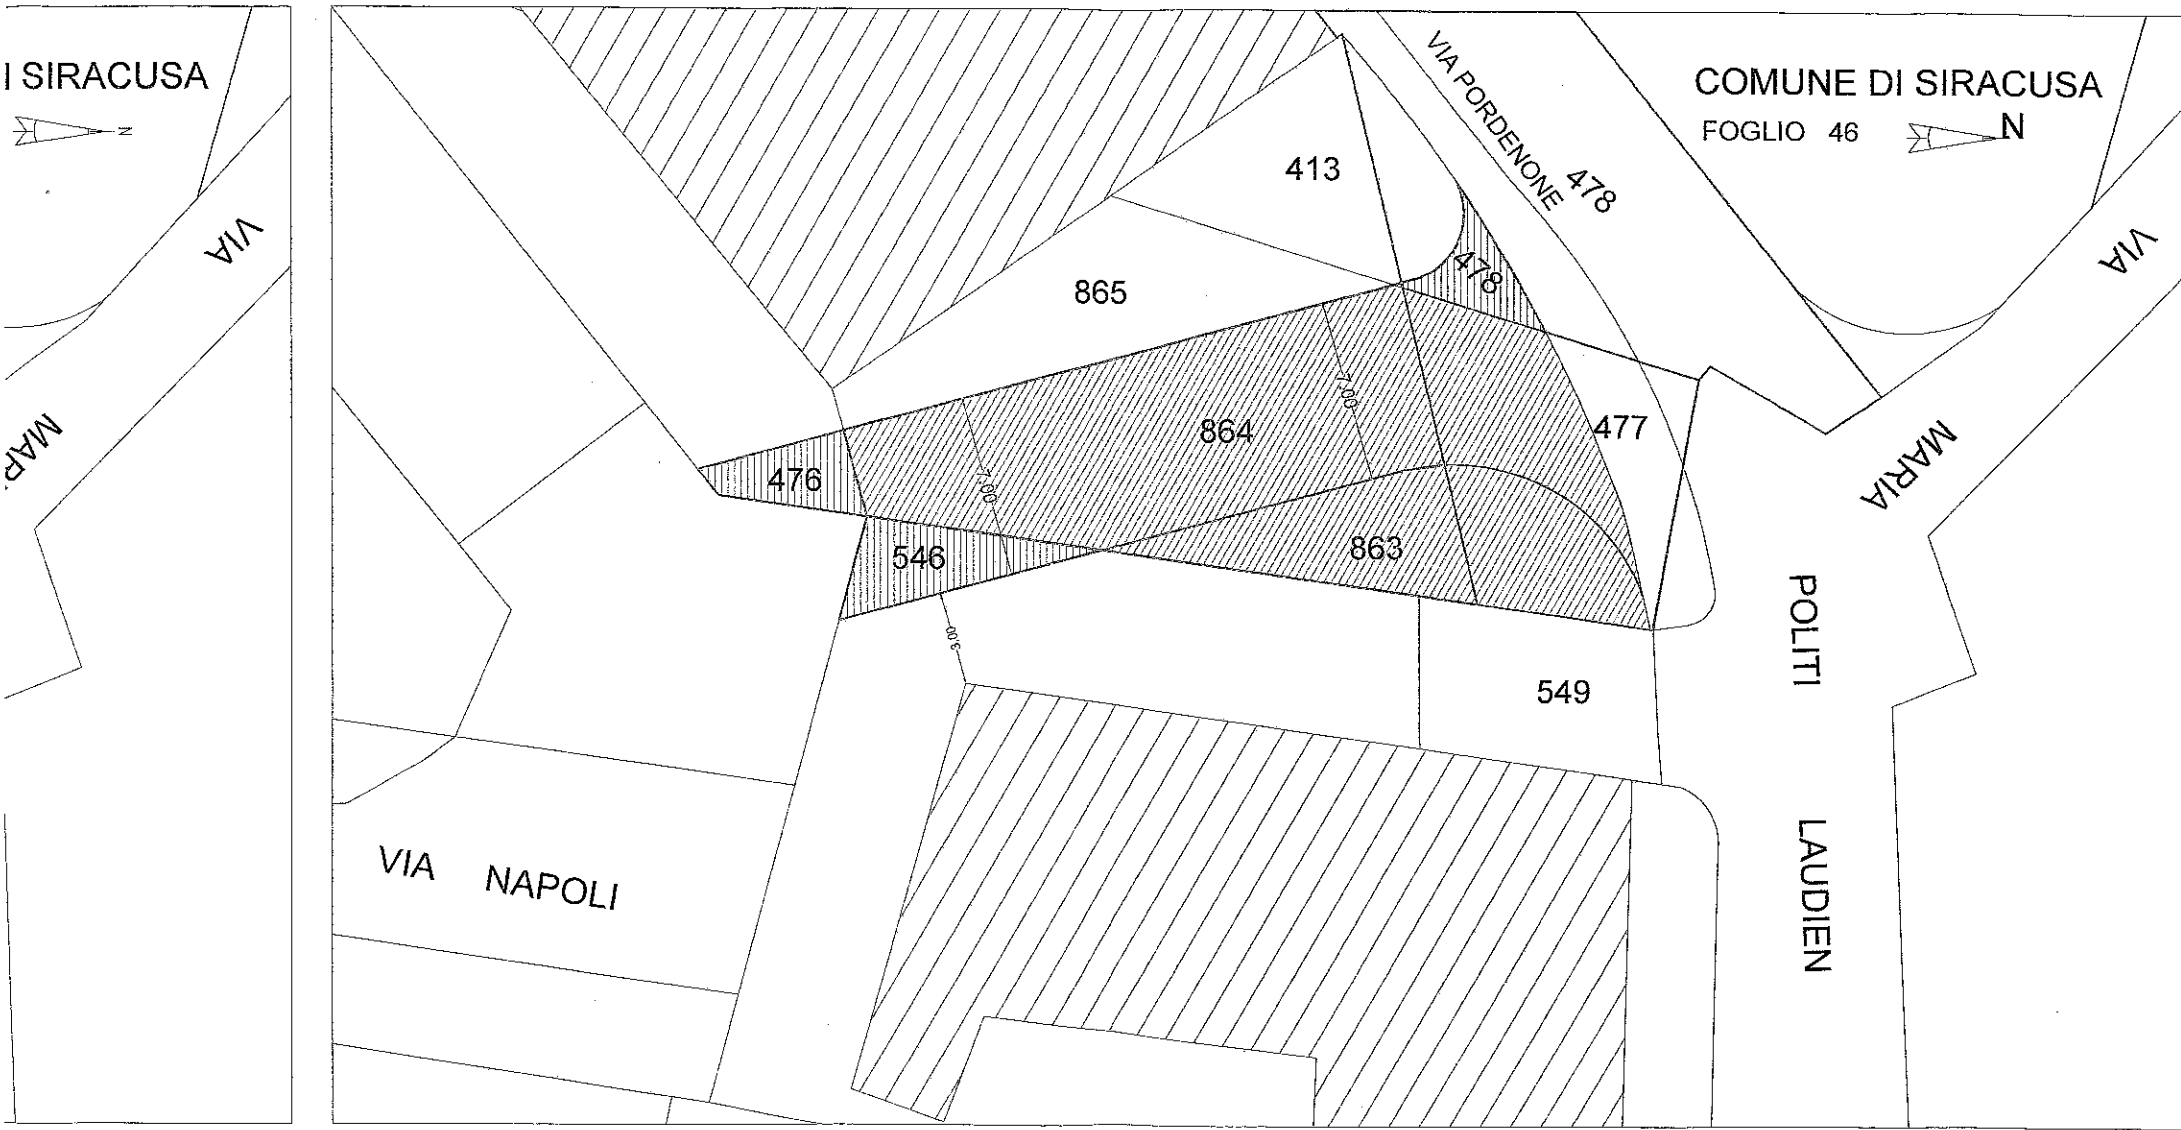 I SIRACUSA
N
VIA
MAR
COMUNE DI SIRACUSA
FOGLIO 46 N
VIA PORDENONE
478
413
478
865
VIA
MARIA
POLITI
LAUDIEN
7.00
864
477
476
7.00
546
863
3.00
549
VIA NAPOLI